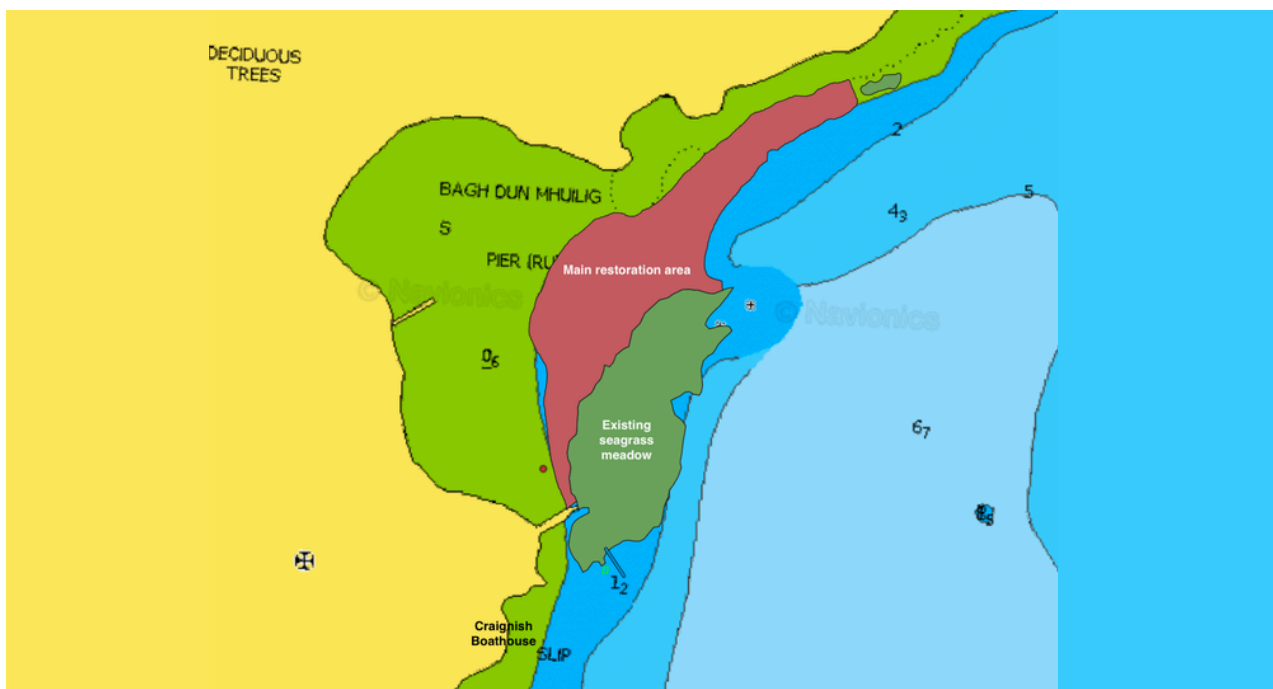 DECIDUOUS
TREES
2
5
4₃
BAGH DUN MHUILIG
S
PIER (RU
Main restoration area
© Navionics
© Navionics
0₆
Existing
seagrass
meadow
6₇
1₂
Craignish
Boathouse
SLIP